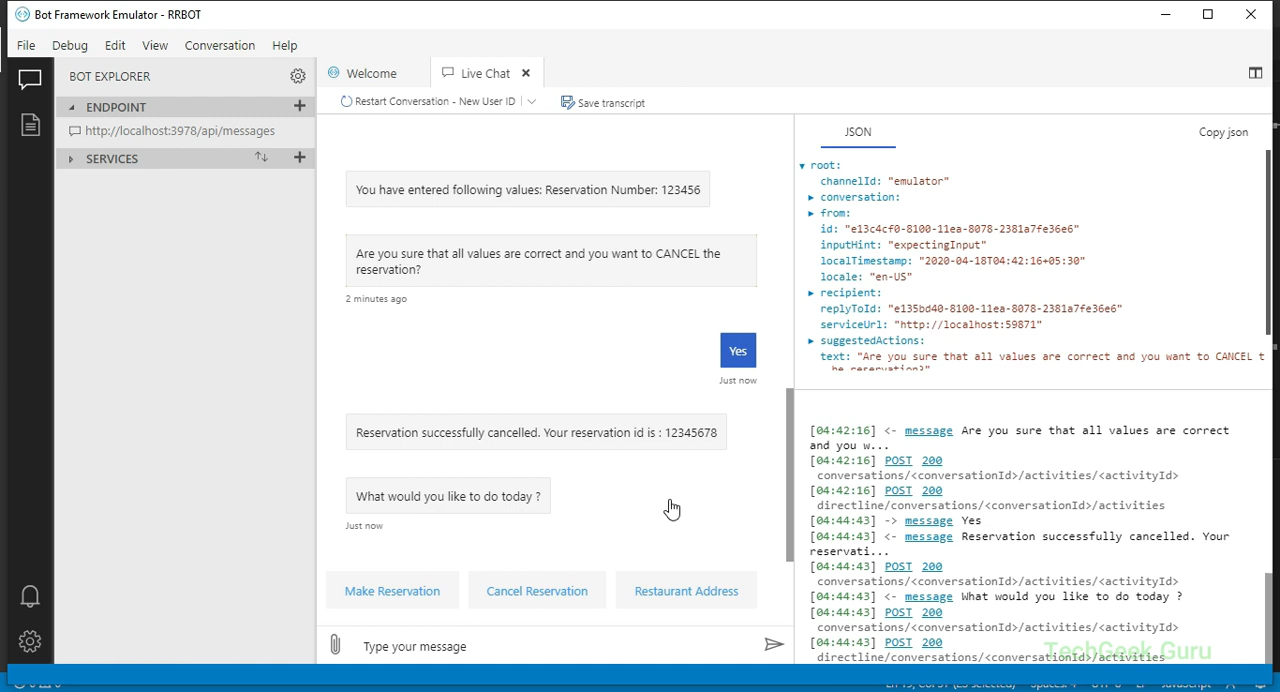 Bot Framework Emulator - RRBOT
File Debug Edit View Conversation Help
BOT EXPLORER
ENDPOINT
http://localhost:3978/api/messages
SERVICES
Welcome
Live Chat
Restart Conversation - New User ID
Save transcript
You have entered following values: Reservation Number: 123456
Are you sure that all values are correct and you want to CANCEL the
reservation?
2 minutes ago
Yes
Just now
Reservation successfully cancelled. Your reservation id is : 12345678
What would you like to do today ?
Just now
Make Reservation
Cancel Reservation
Restaurant Address
Type your message
JSON
Copy json
root:
channelId: "emulator"
conversation:
from:
id: "e13c4cf0-8100-11ea-8078-2381a7fe36e6"
inputHint: "expectingInput"
localTimestamp: "2020-04-18T04:42:16+05:30"
locale: "en-US"
recipient:
replyToId: "e135bd40-8100-11ea-8078-2381a7fe36e6"
serviceUrl: "http://localhost:59871"
suggestedActions:
text: "Are you sure that all values are correct and you want to CANCEL t
he reservation?"
[04:42:16] <- message Are you sure that all values are correct
and you w...
[04:42:16] POST 200
conversations/<conversationId>/activities/<activityId>
[04:42:16] POST 200
directline/conversations/<conversationId>/activities
[04:44:43] -> message Yes
[04:44:43] <- message Reservation successfully cancelled. Your
reservati...
[04:44:43] POST 200
conversations/<conversationId>/activities/<activityId>
[04:44:43] <- message What would you like to do today ?
[04:44:43] POST 200
conversations/<conversationId>/activities/<activityId>
[04:44:43] POST 200
directline/conversations/<conversationId>/activities
TechGeek Guru